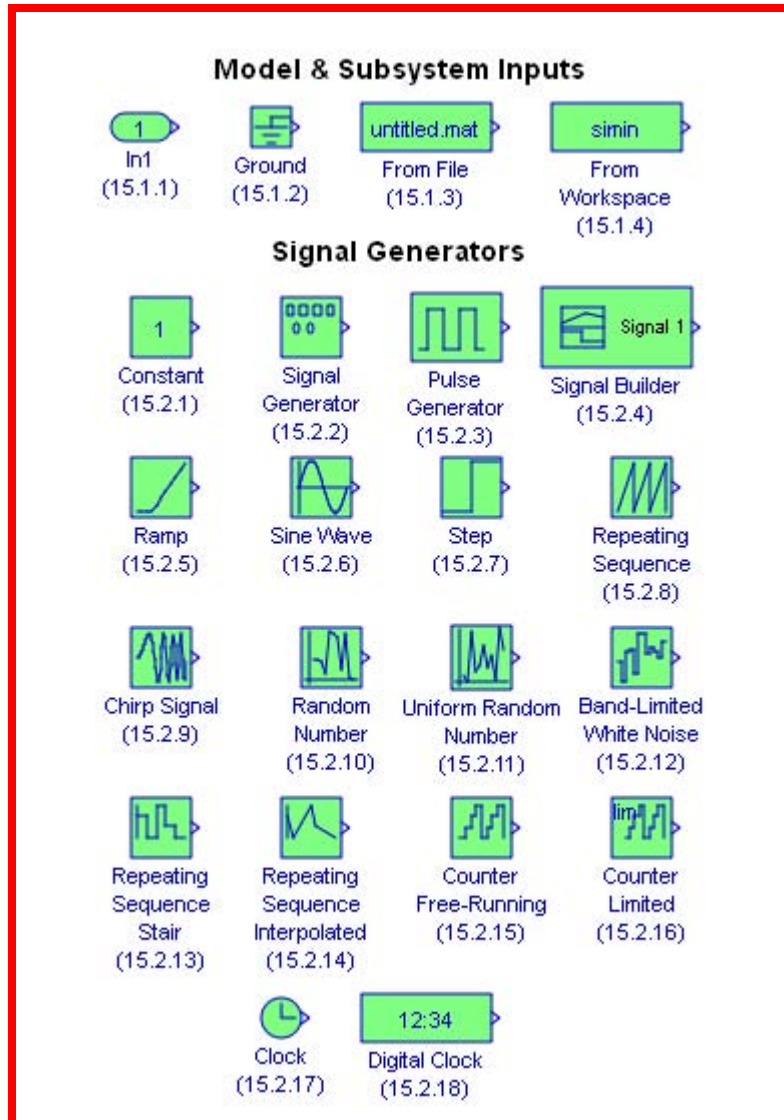 Model & Subsystem Inputs
1
untitled.mat
simin
In1
(15.1.1)
Ground
(15.1.2)
From File
(15.1.3)
From
Workspace
(15.1.4)
Signal Generators
1
Signal 1
Constant
(15.2.1)
Signal
Generator
(15.2.2)
Pulse
Generator
(15.2.3)
Signal Builder
(15.2.4)
Ramp
(15.2.5)
Sine Wave
(15.2.6)
Step
(15.2.7)
Repeating
Sequence
(15.2.8)
Chirp Signal
(15.2.9)
Random
Number
(15.2.10)
Uniform Random
Number
(15.2.11)
Band-Limited
White Noise
(15.2.12)
lim
Repeating
Sequence
Stair
(15.2.13)
Repeating
Sequence
Interpolated
(15.2.14)
Counter
Free-Running
(15.2.15)
Counter
Limited
(15.2.16)
12:34
Clock
(15.2.17)
Digital Clock
(15.2.18)